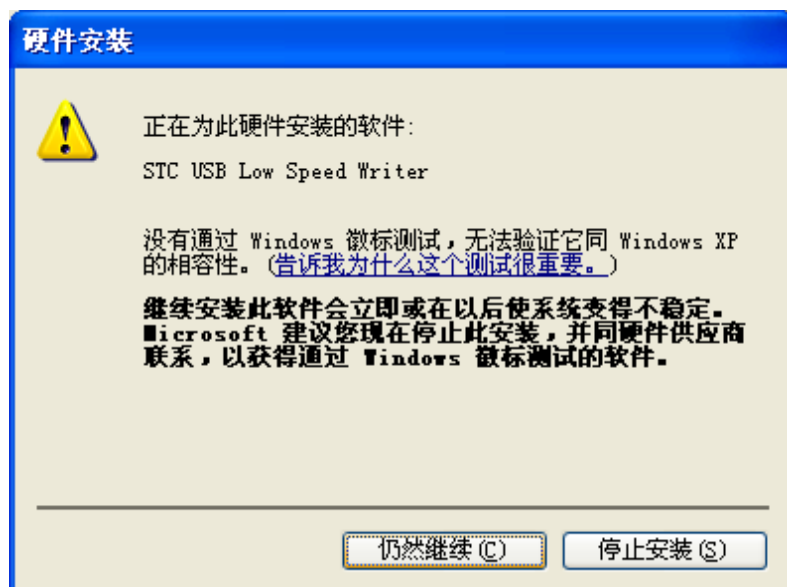 硬件安装
正在为此硬件安装的软件:
STC USB Low Speed Writer
没有通过 Windows 徽标测试，无法验证它同 Windows XP
的相容性。(告诉我为什么这个测试很重要。)
继续安装此软件会立即或在以后使系统变得不稳定。
Microsoft 建议您现在停止此安装，并同硬件供应商
联系，以获得通过 Windows 徽标测试的软件。
仍然继续(C)
停止安装(S)